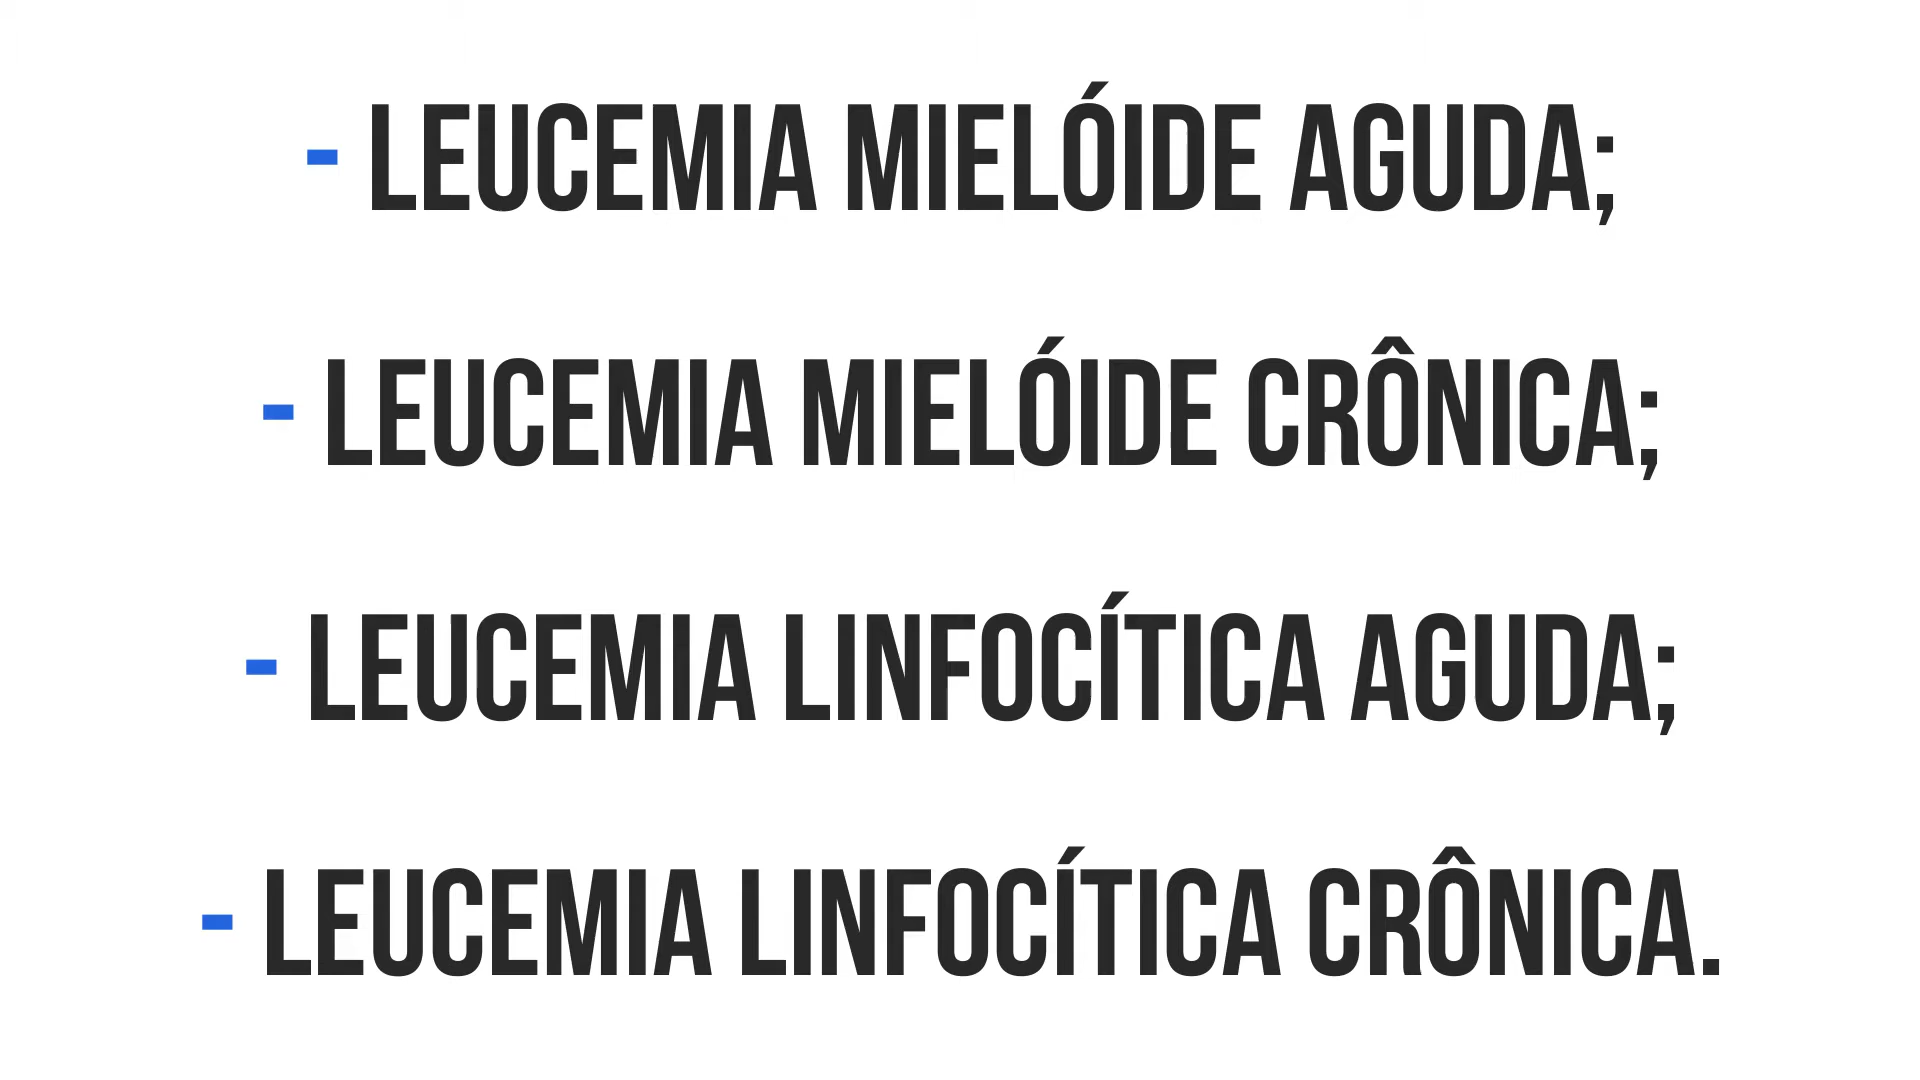 - LEUCEMIA MIELÓIDE AGUDA;
- LEUCEMIA MIELÓIDE CRÔNICA;
- LEUCEMIA LINFOCÍTICA AGUDA;
- LEUCEMIA LINFOCÍTICA CRÔNICA.